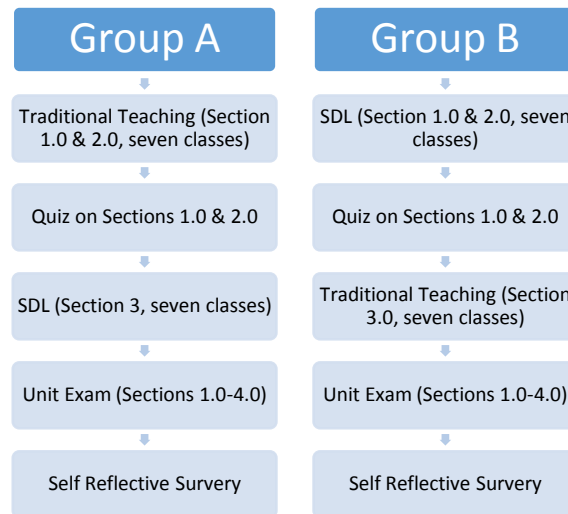 Group A
Traditional Teaching (Section
1.0 & 2.0, seven classes)
Quiz on Sections 1.0 & 2.0
SDL (Section 3, seven classes)
Unit Exam (Sections 1.0-4.0)
Self Reflective Survery
Group B
SDL (Section 1.0 & 2.0, seven
classes)
Quiz on Sections 1.0 & 2.0
Traditional Teaching (Section
3.0, seven classes)
Unit Exam (Sections 1.0-4.0)
Self Reflective Survery